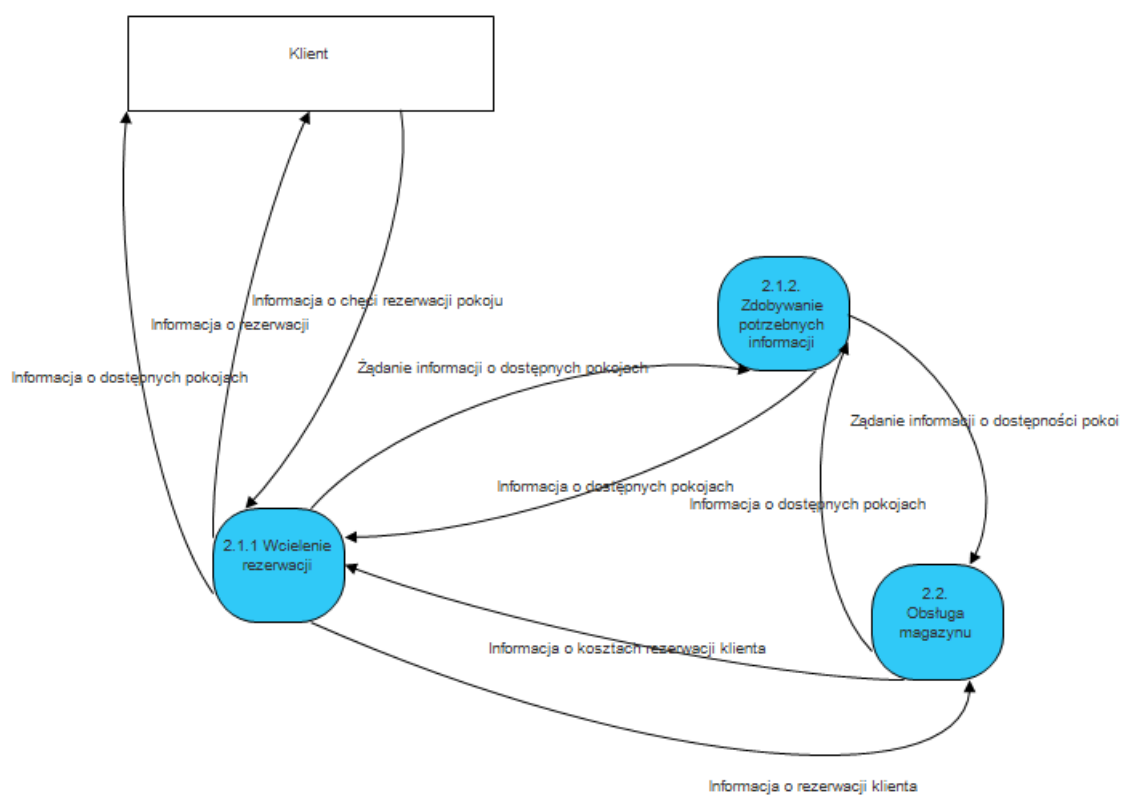 Klient
Informacja o chęci rezerwacji pokoju
Informacja o rezerwacji
Informacja o dostępnych pokojach
2.1.2.
Zdobywanie
potrzebnych
informacji
Żądanie informacji o dostępnych pokojach
Żądanie informacji o dostępności pokoi
Informacja o dostępnych pokojach
Informacja o dostępnych pokojach
2.1.1 Wcielenie
rezerwacji
2.2.
Obsługa
magazynu
Informacja o kosztach rezerwacji klienta
Informacja o rezerwacji klienta